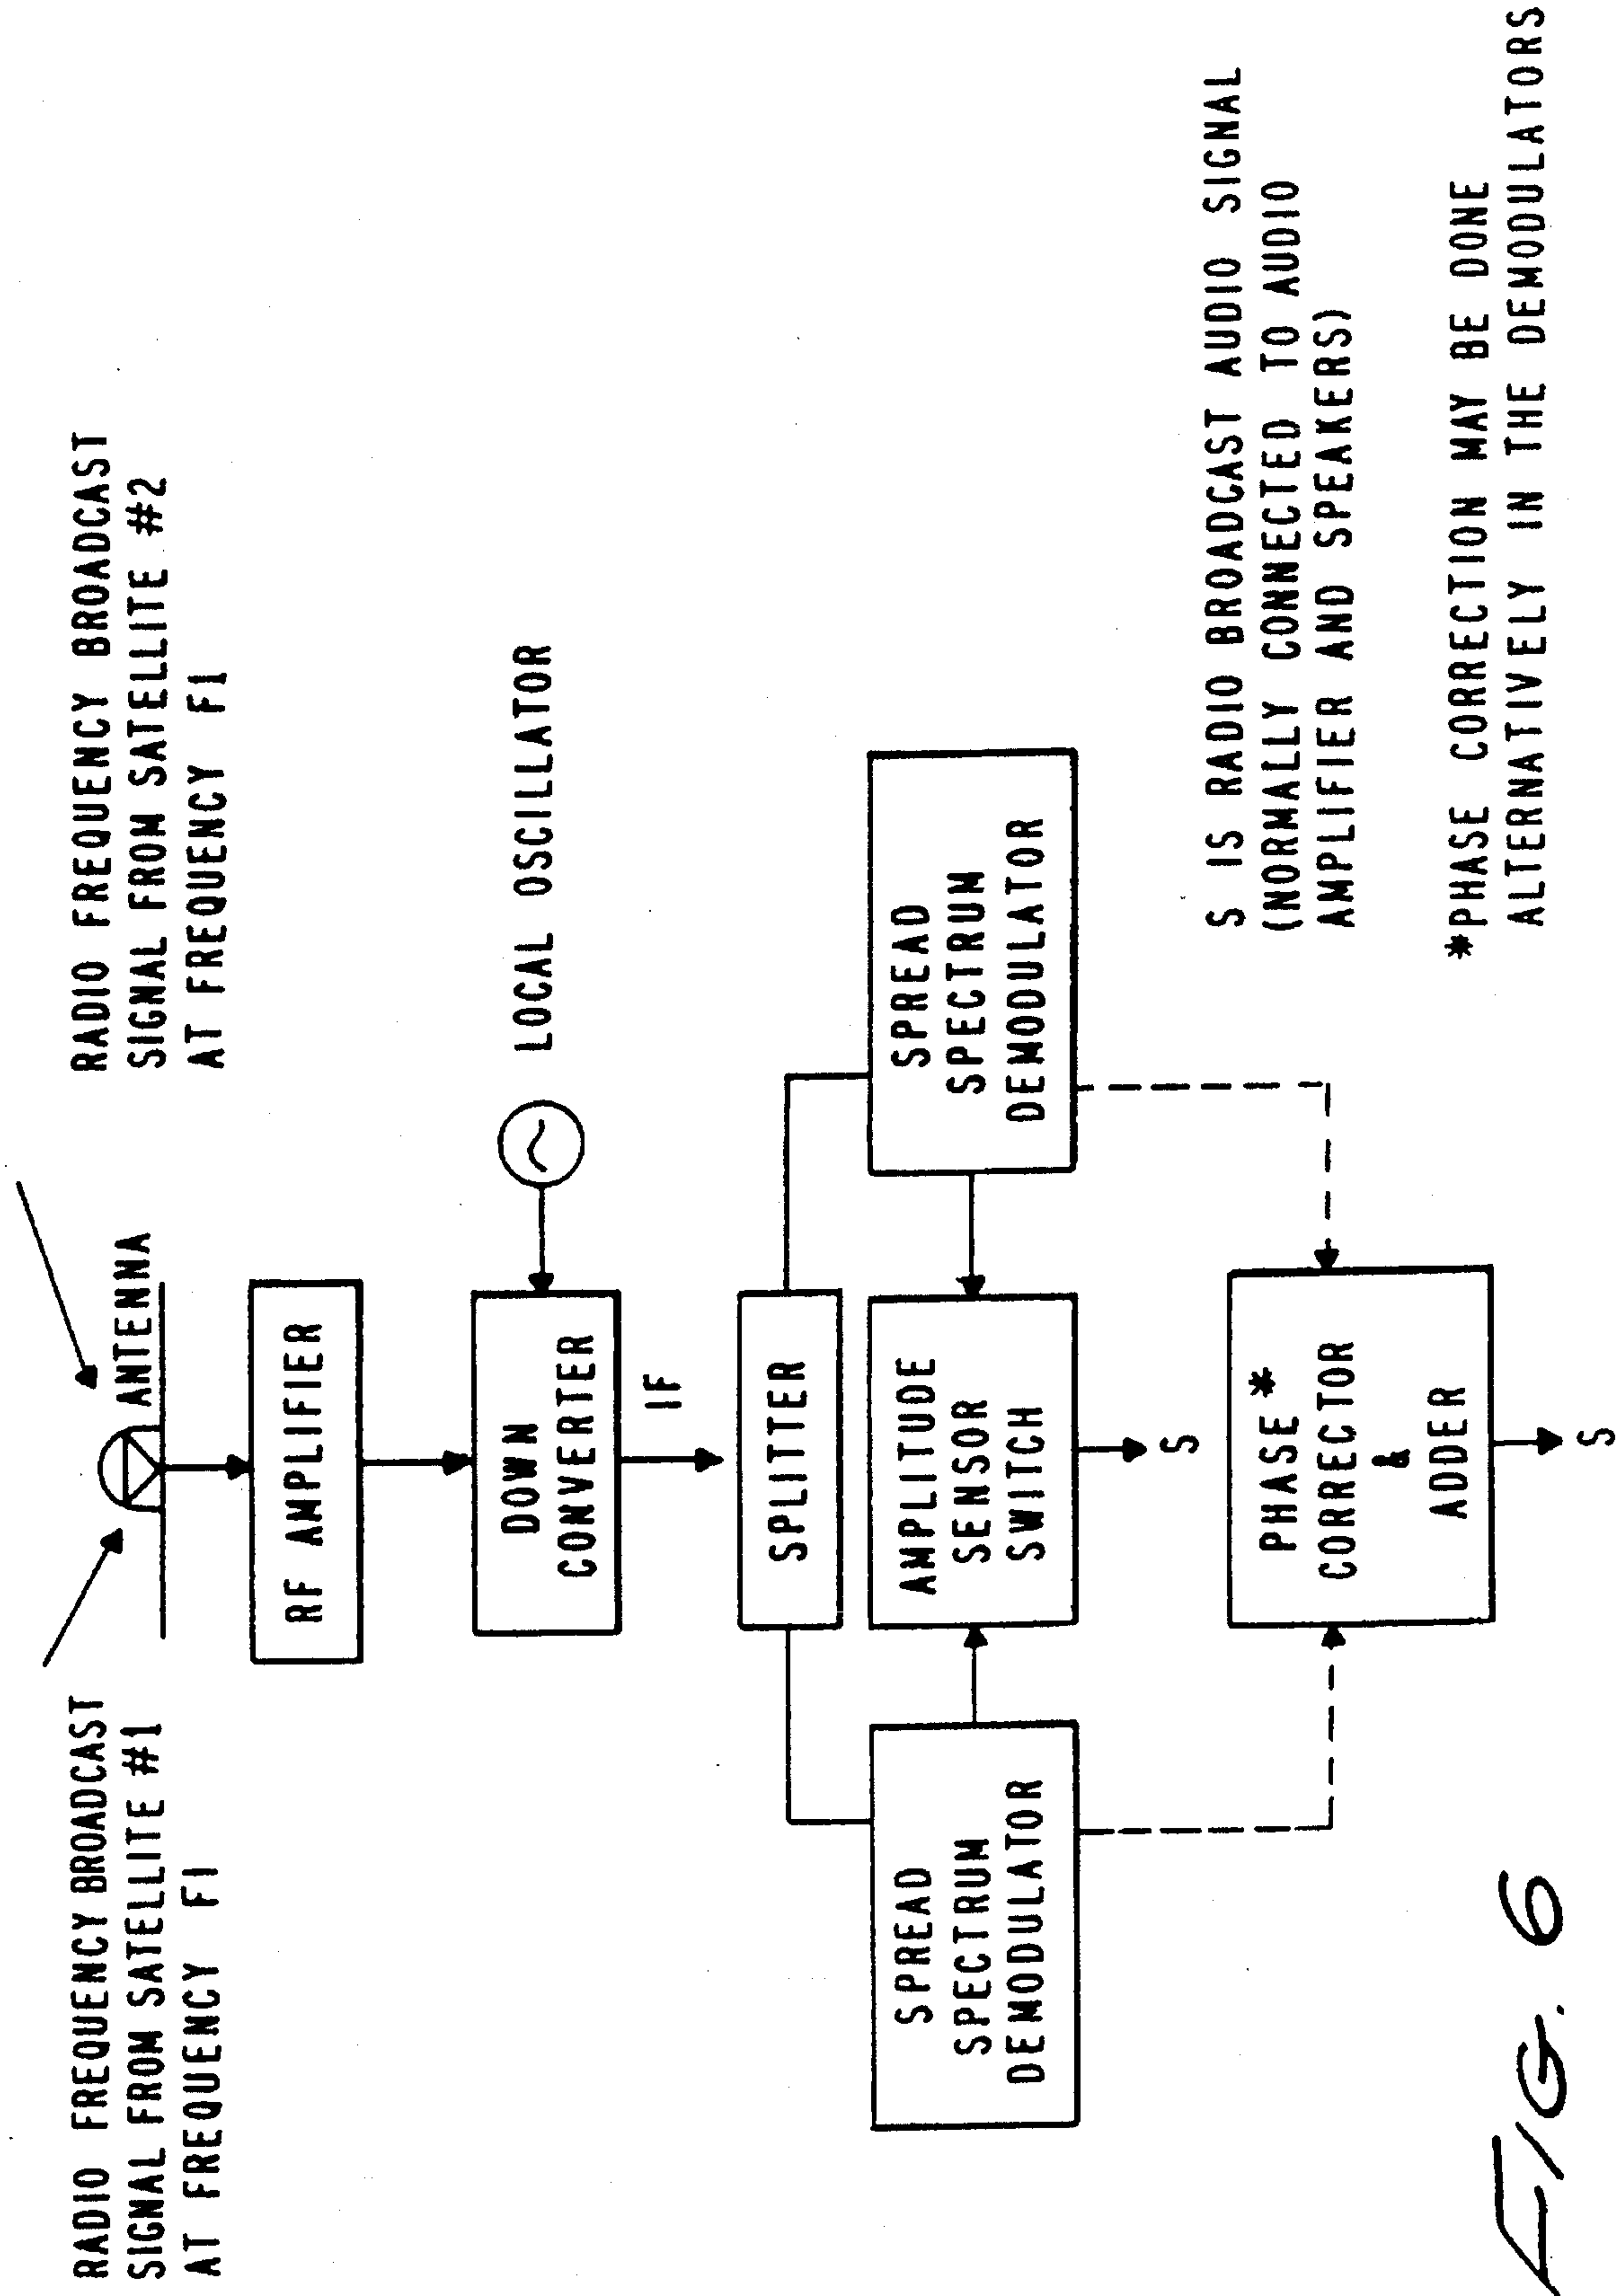 RADIO FREQUENCY BROADCAST
SIGNAL FROM SATELLITE #1
AT FREQUENCY F1
RADIO FREQUENCY BROADCAST
SIGNAL FROM SATELLITE #2
AT FREQUENCY F1
ANTENNA
RF AMPLIFIER
DOWN
CONVERTER
LOCAL OSCILLATOR
IF
SPLITTER
SPREAD
SPECTRUM
DEMODULATOR
AMPLITUDE
SENSOR
SWITCH
SPREAD
SPECTRUM
DEMODULATOR
S
PHASE *
CORRECTOR
&
ADDER
S
S IS RADIO BROADCAST AUDIO SIGNAL
(NORMALLY CONNECTED TO AUDIO
AMPLIFIER AND SPEAKERS)
*PHASE CORRECTION MAY BE DONE
ALTERNATIVELY IN THE DEMODULATORS
FIG. 6